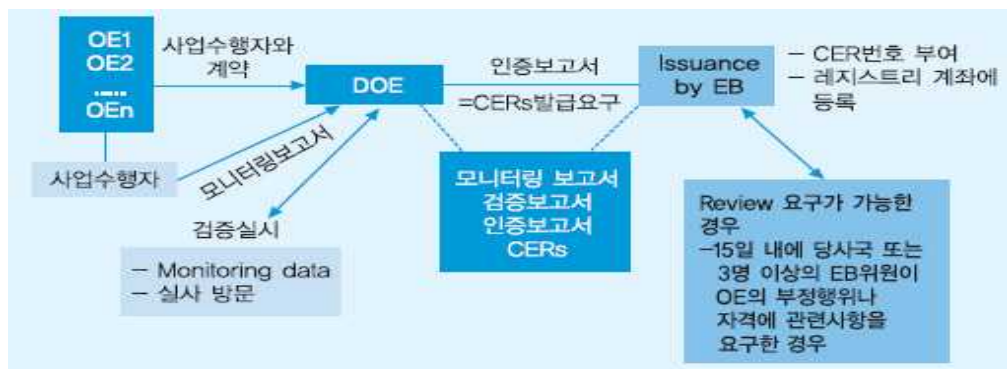 OE1
OE2
.....
OEn
사업수행자와
계약
DOE
인증보고서
=CERs발급요구
Issuance
by EB
– CER번호 부여
– 레지스트리 계좌에
등록
사업수행자
모니터링보고서
검증실시
– Monitoring data
– 실사 방문
모니터링 보고서
검증보고서
인증보고서
CERs
Review 요구가 가능한
경우
–15일 내에 당사국 또는
3명 이상의 EB위원이
OE의 부정행위나
자격에 관련사항을
요구한 경우